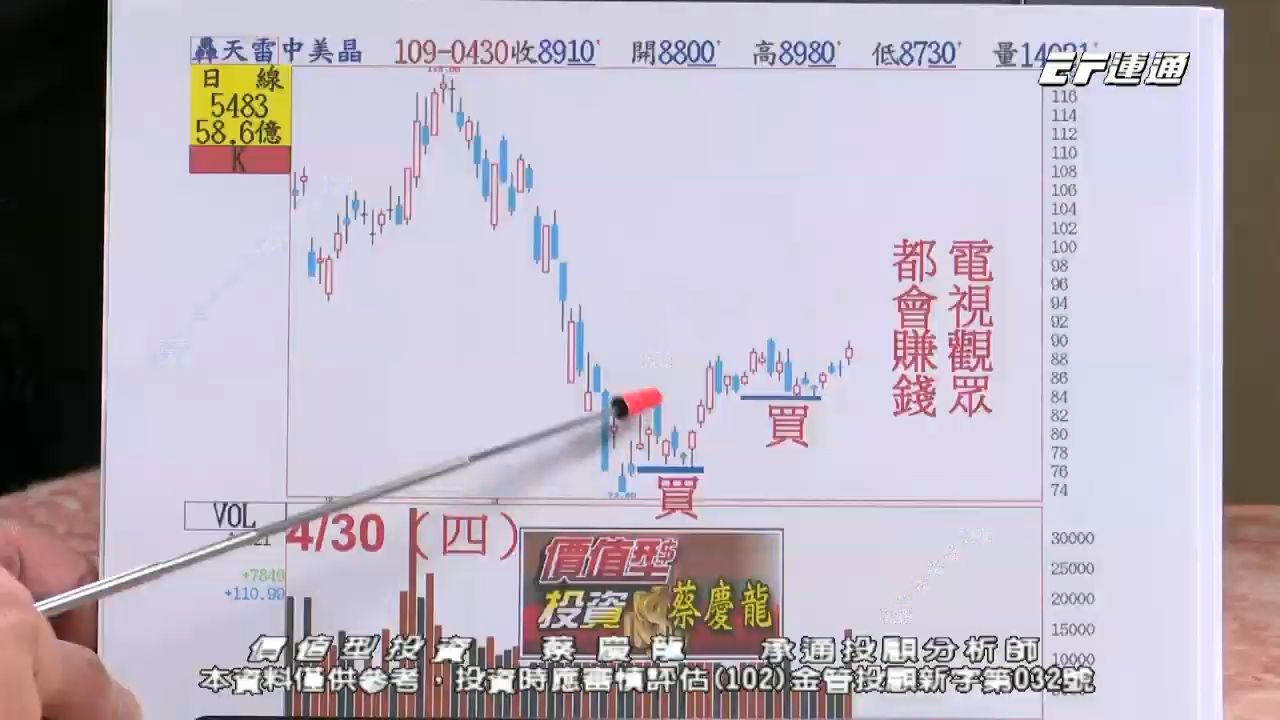 轟天雷中美晶 109-0430收8910' 開8800' 高8980' 低8730' 量14021'
ET運通
日 線
5483
58.6億
K
116
114
112
110
108
106
104
102
100
98
96
94
92
90
88
86
84
82
80
78
76
74
電視觀眾
都會賺錢
買
買
VOL
4/30（四）
+7849
+110.99
30000
25000
20000
15000
10000
價值型$
投資 蔡慶龍
價值型投資 蔡慶龍 承通投顧分析師
本資料僅供參考，投資時應審慎評估(102)金管投顧新字第032號